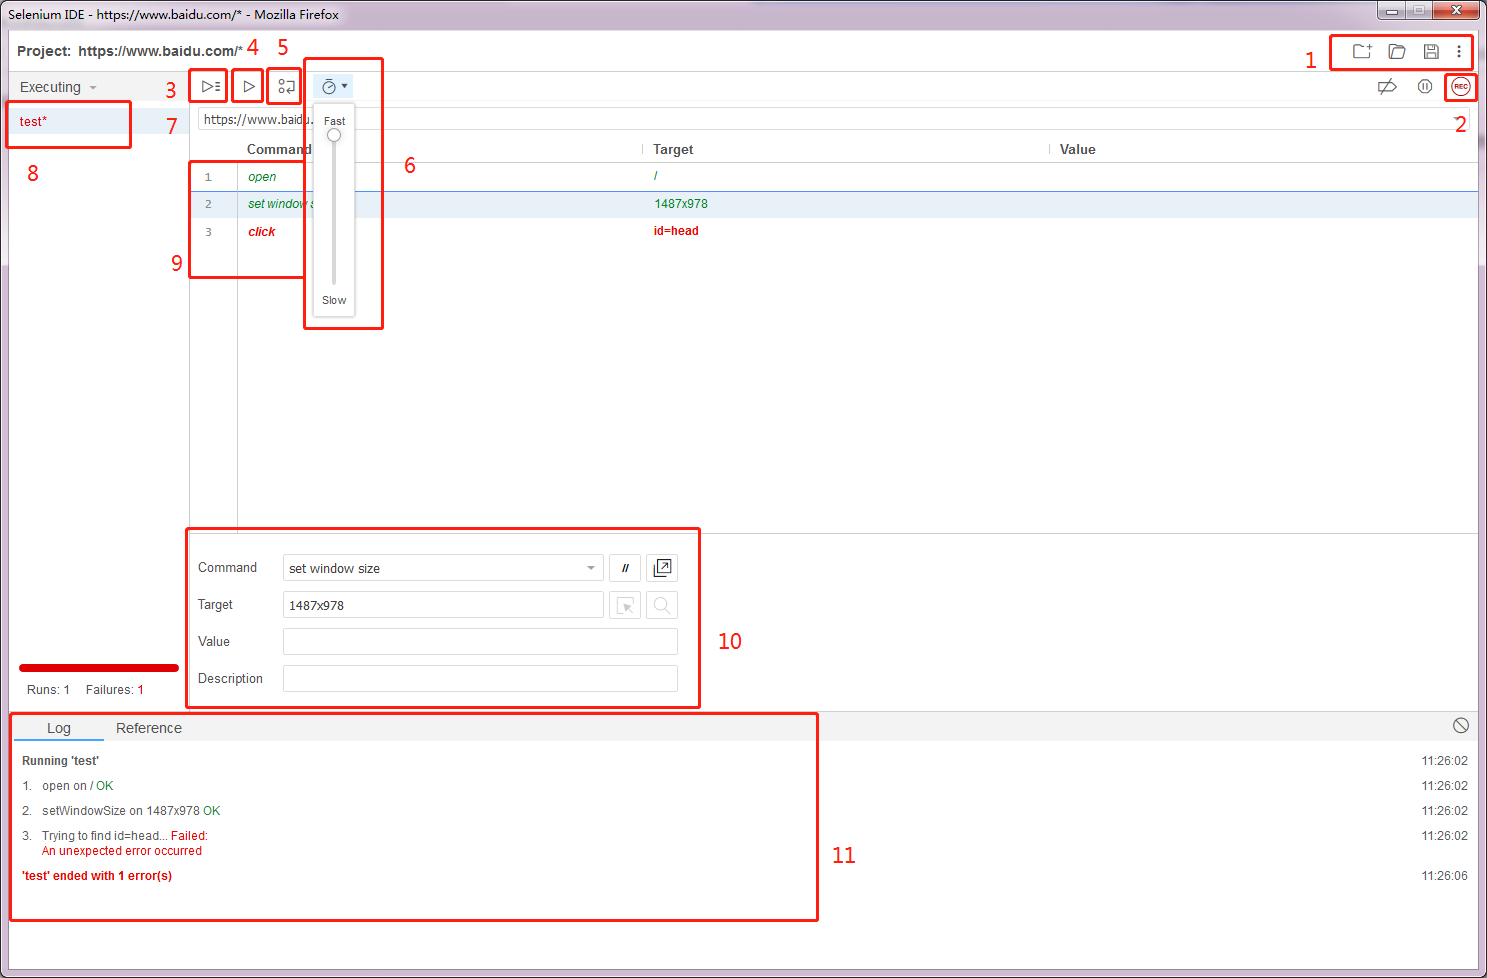 Selenium IDE - https://www.baidu.com/* - Mozilla Firefox
Project: https://www.baidu.com/*
4
5
1
Executing
3
REC
test*
7
https://www.baidu.
Fast
2
8
Command
Target
Value
6
1
open
/
2
set window s
1487x978
3
click
id=head
9
Slow
Command
set window size
//
Target
1487x978
Value
10
Description
Runs: 1
Failures: 1
Log
Reference
Running 'test'
11:26:02
1. open on / OK
11:26:02
2. setWindowSize on 1487x978 OK
11:26:02
3. Trying to find id=head... Failed:
11:26:02
An unexpected error occurred
11
'test' ended with 1 error(s)
11:26:06